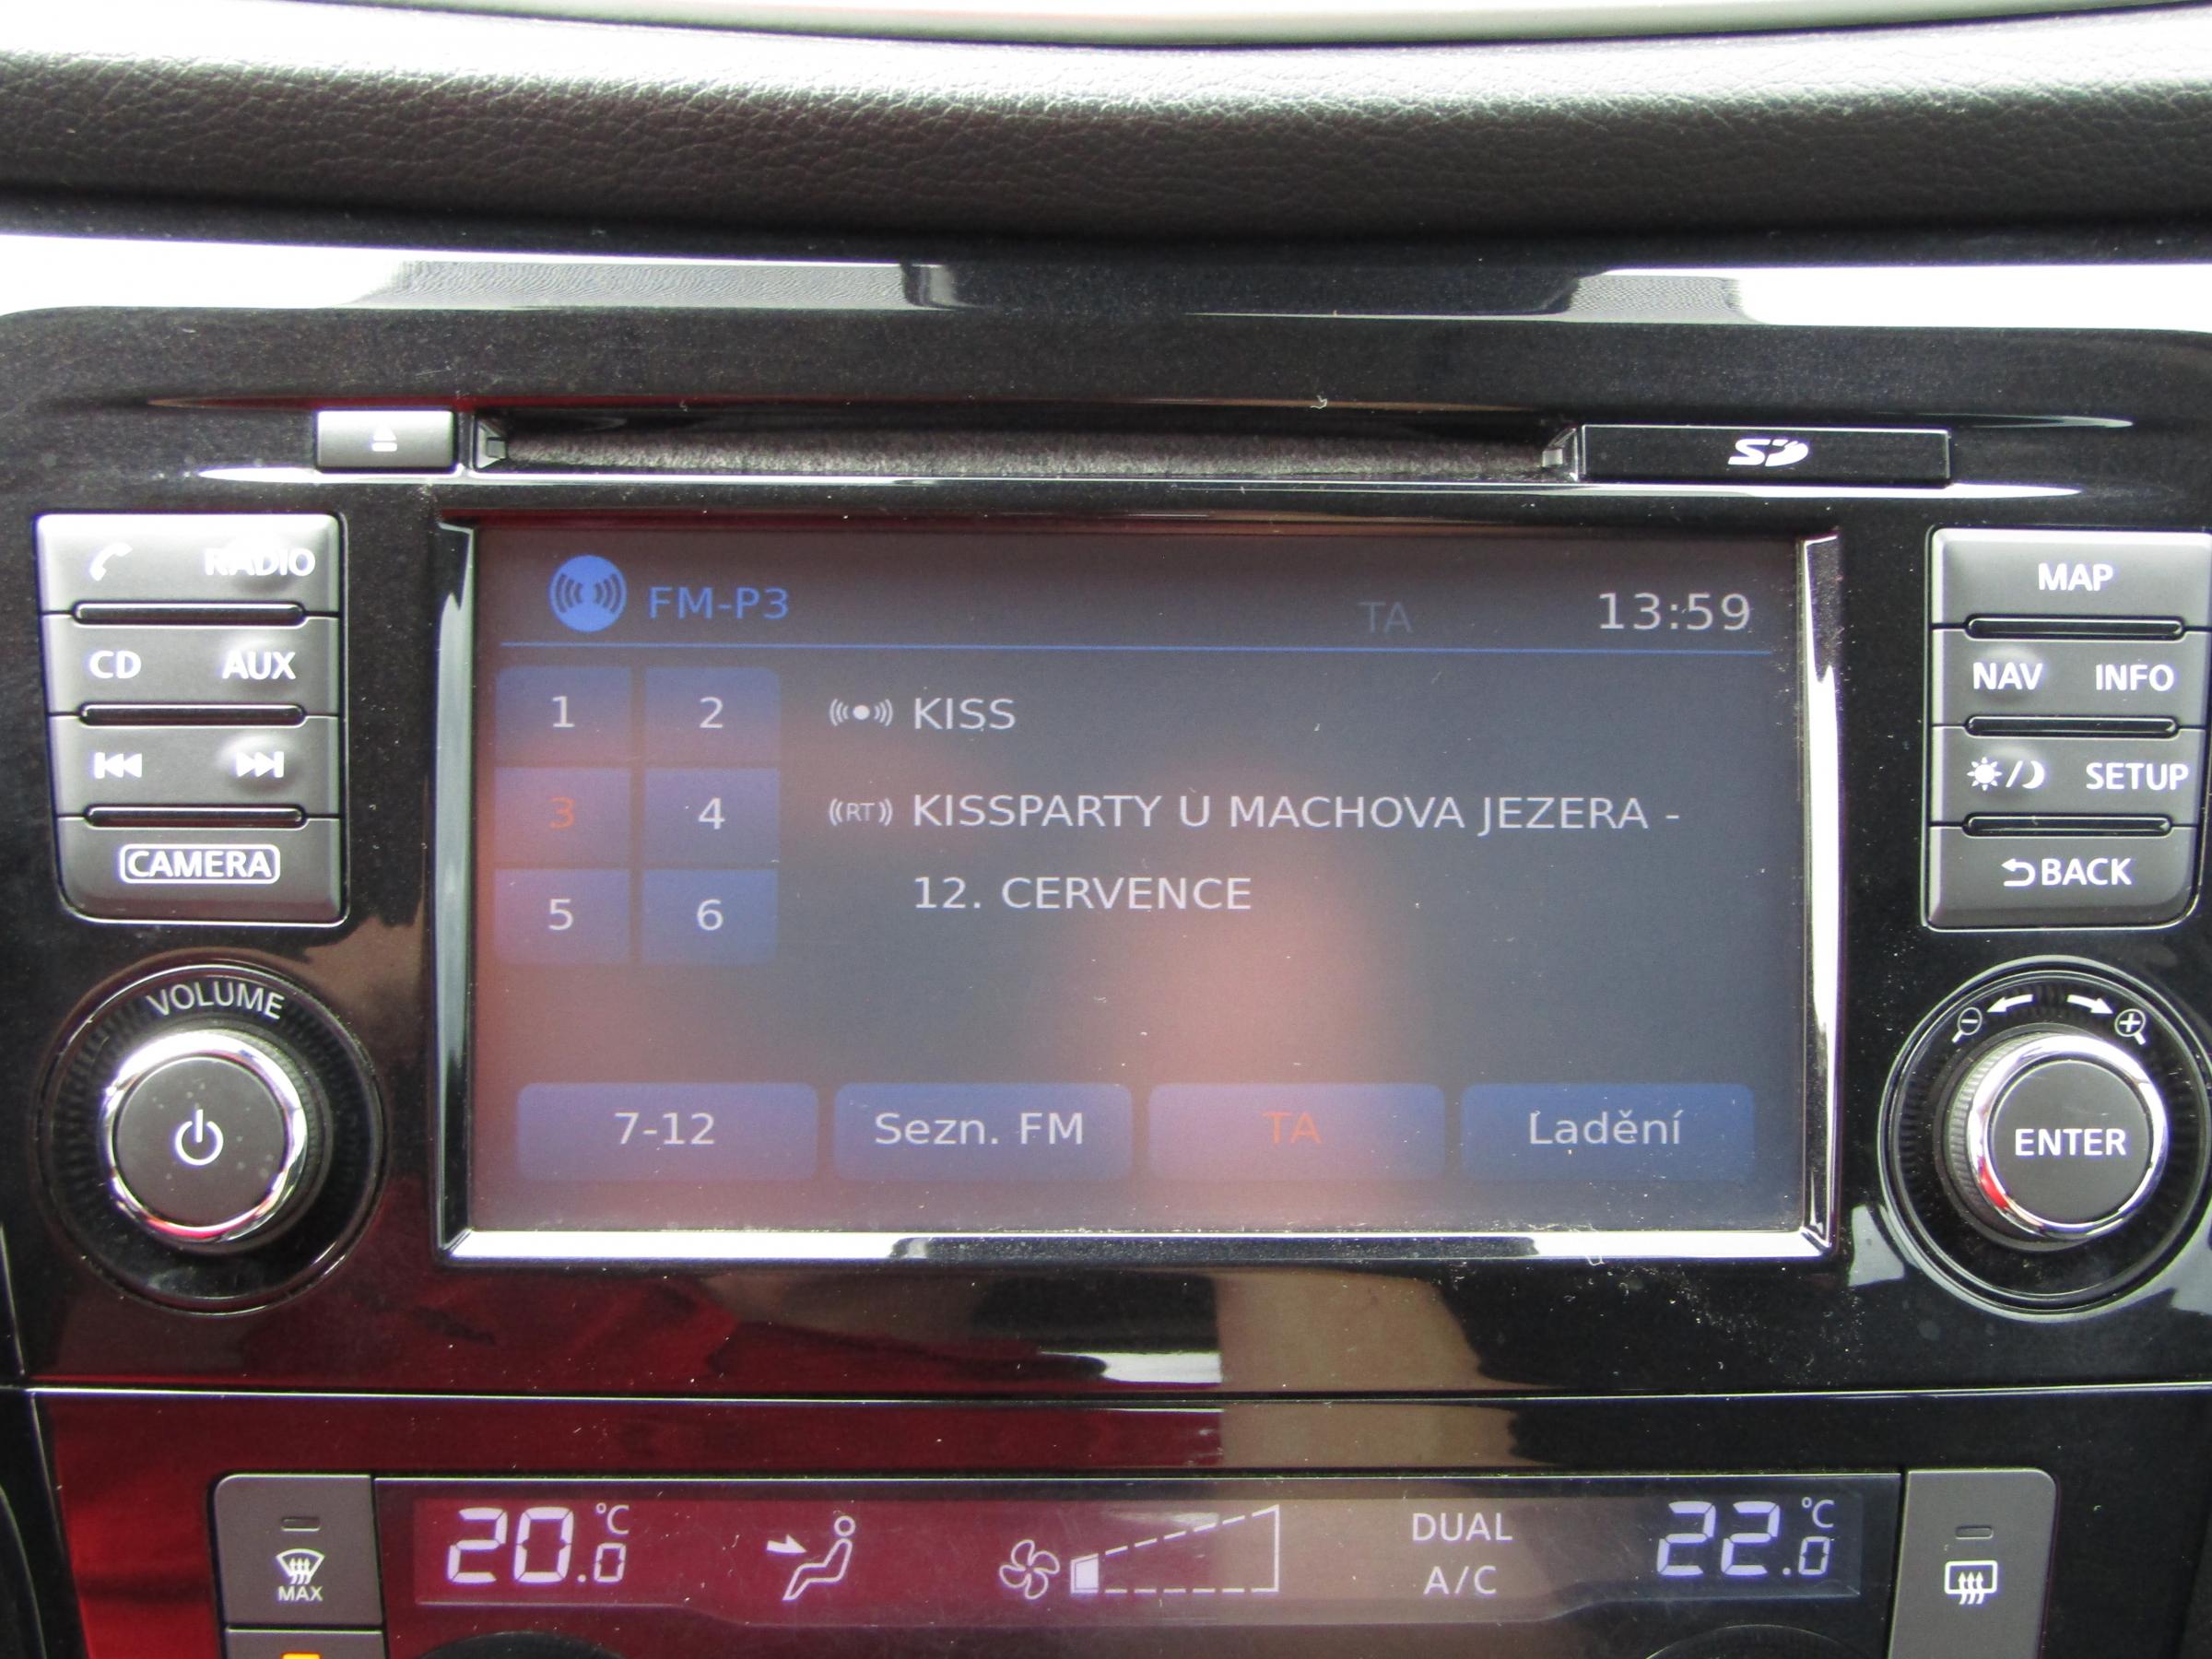 SD
RADIO
CD AUX
CAMERA
VOLUME
FM-P3 TA 13:59
1 2
3 4
5 6
KISS
RT KISSPARTY U MACHOVA JEZERA -
12. CERVENCE
7-12 Sezn. FM TA Ladění
MAP
NAV INFO
SETUP
BACK
ENTER
MAX
20.0 °C
DUAL
A/C
22.0 °C